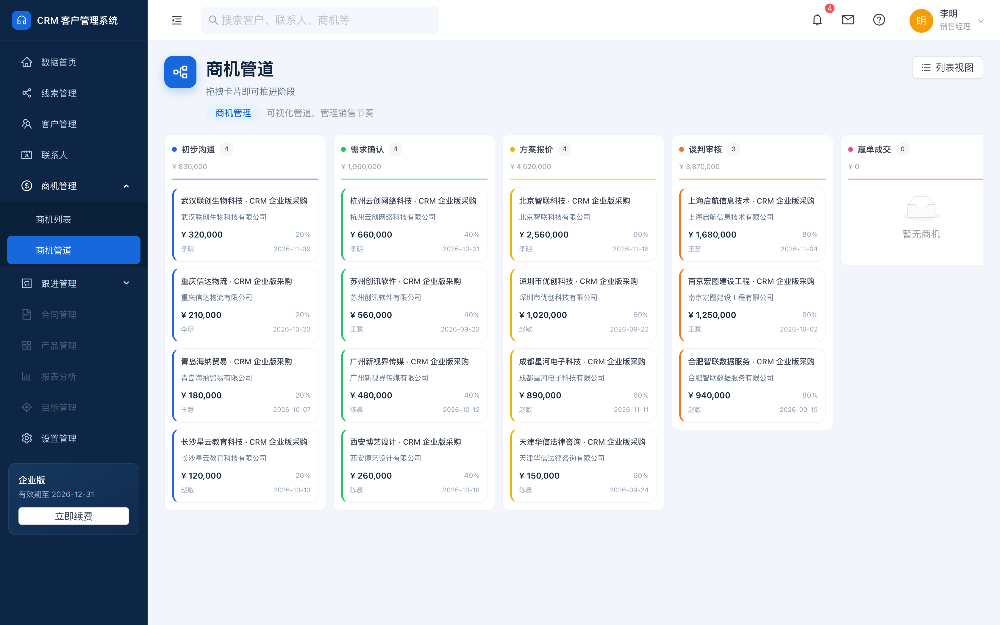 CRM 客户管理系统
数据首页
线索管理
客户管理
联系人
商机管理
商机列表
商机管道
跟进管理
合同管理
产品管理
报表分析
目标管理
设置管理
企业版
有效期至 2026-12-31
立即续费
搜索客户、联系人、商机等
4
明
李明
销售经理
商机管道
拖拽卡片即可推进阶段
商机管理 可视化管道，管理销售节奏
列表视图
初步沟通 4
¥ 830,000
武汉联创生物科技 · CRM 企业版采购
武汉联创生物科技有限公司
¥ 320,000 20%
李明 2026-11-09
重庆信达物流 · CRM 企业版采购
重庆信达物流有限公司
¥ 210,000 20%
李明 2026-10-23
青岛海纳贸易 · CRM 企业版采购
青岛海纳贸易有限公司
¥ 180,000 20%
王慧 2026-10-07
长沙星云教育科技 · CRM 企业版采购
长沙星云教育科技有限公司
¥ 120,000 20%
赵敏 2026-10-13
需求确认 4
¥ 1,960,000
杭州云创网络科技 · CRM 企业版采购
杭州云创网络科技有限公司
¥ 660,000 40%
李明 2026-10-31
苏州创讯软件 · CRM 企业版采购
苏州创讯软件有限公司
¥ 560,000 40%
王慧 2026-09-23
广州新视界传媒 · CRM 企业版采购
广州新视界传媒有限公司
¥ 480,000 40%
陈晨 2026-10-12
西安博艺设计 · CRM 企业版采购
西安博艺设计有限公司
¥ 260,000 40%
陈晨 2026-10-18
方案报价 4
¥ 4,620,000
北京智联科技 · CRM 企业版采购
北京智联科技有限公司
¥ 2,560,000 60%
李明 2026-11-18
深圳市优创科技 · CRM 企业版采购
深圳市优创科技有限公司
¥ 1,020,000 60%
赵敏 2026-09-22
成都星河电子科技 · CRM 企业版采购
成都星河电子科技有限公司
¥ 890,000 60%
赵敏 2026-11-11
天津华信法律咨询 · CRM 企业版采购
天津华信法律咨询有限公司
¥ 150,000 60%
陈晨 2026-09-24
谈判审核 3
¥ 3,870,000
上海启航信息技术 · CRM 企业版采购
上海启航信息技术有限公司
¥ 1,680,000 80%
王慧 2026-11-04
南京宏图建设工程 · CRM 企业版采购
南京宏图建设工程有限公司
¥ 1,250,000 80%
王慧 2026-10-02
合肥智联数据服务 · CRM 企业版采购
合肥智联数据服务有限公司
¥ 940,000 80%
赵敏 2026-09-19
赢单成交 0
¥ 0
暂无商机